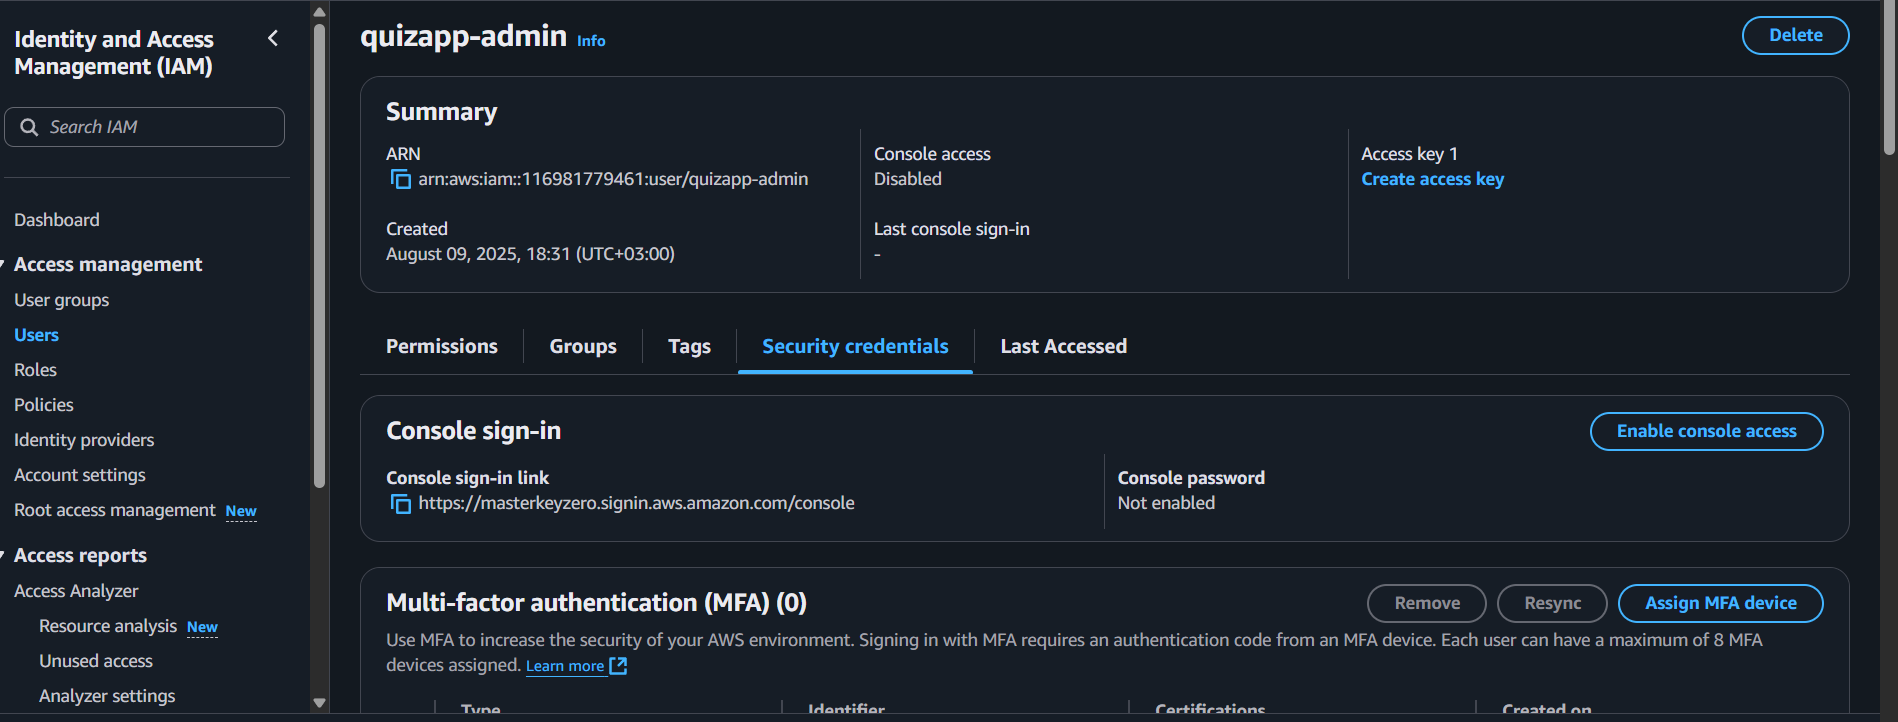 Identity and Access
Management (IAM)
Search IAM
Dashboard
Access management
User groups
Users
Roles
Policies
Identity providers
Account settings
Root access management New
Access reports
Access Analyzer
Resource analysis New
Unused access
Analyzer settings
quizapp-admin Info
Delete
Summary
ARN
arn:aws:iam::116981779461:user/quizapp-admin
Created
August 09, 2025, 18:31 (UTC+03:00)
Console access
Disabled
Last console sign-in
-
Access key 1
Create access key
Permissions
Groups
Tags
Security credentials
Last Accessed
Console sign-in
Enable console access
Console sign-in link
https://masterkeyzero.signin.aws.amazon.com/console
Console password
Not enabled
Multi-factor authentication (MFA) (0)
Remove
Resync
Assign MFA device
Use MFA to increase the security of your AWS environment. Signing in with MFA requires an authentication code from an MFA device. Each user can have a maximum of 8 MFA
devices assigned. Learn more
Type
Identifier
Certifications
Created on